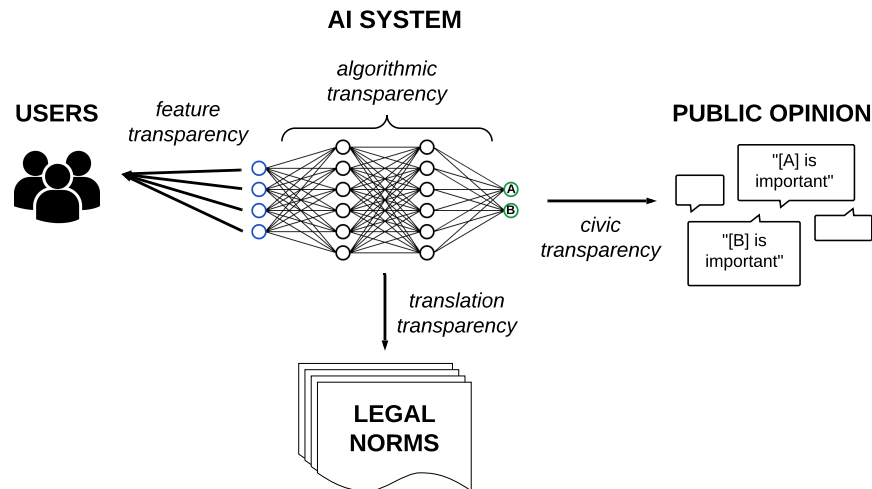 AI SYSTEM
algorithmic
transparency
USERS
feature
transparency
PUBLIC OPINION
"[A] is
important"
A
B
civic
transparency
"[B] is
important"
translation
transparency
LEGAL
NORMS